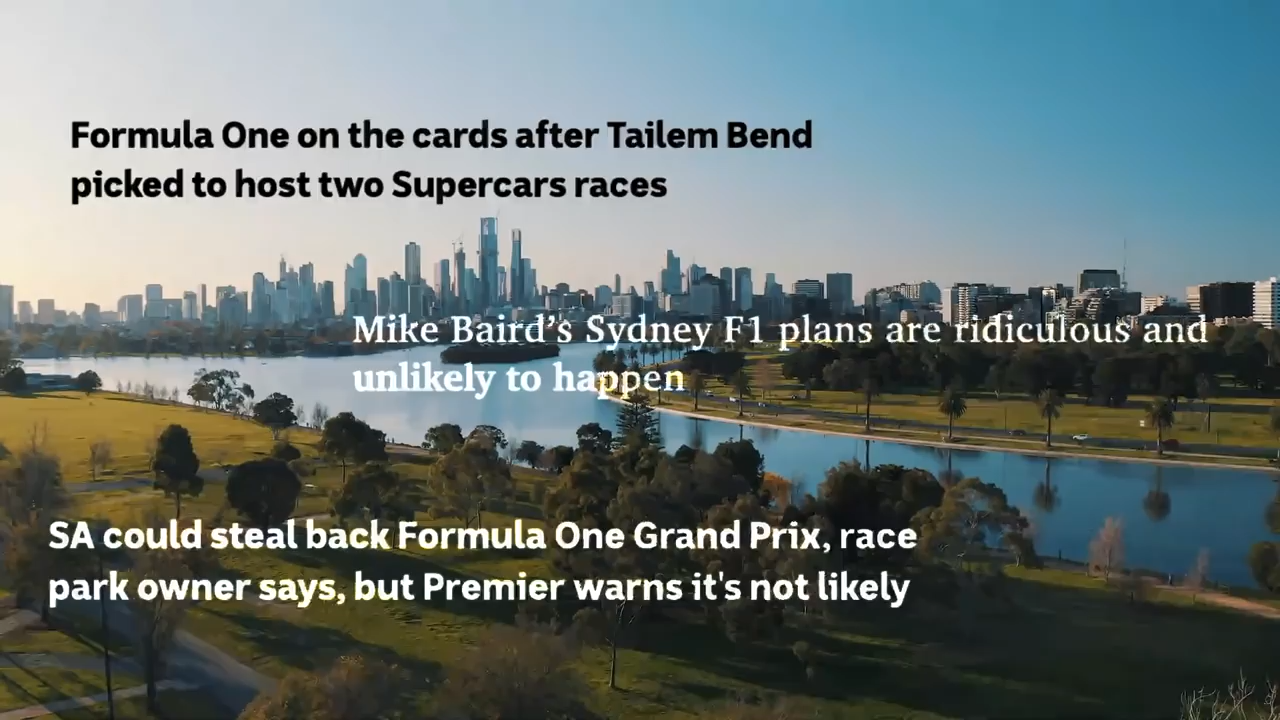 Formula One on the cards after Tailem Bend
picked to host two Supercars races
Mike Baird’s Sydney F1 plans are ridiculous and
unlikely to happen
SA could steal back Formula One Grand Prix, race
park owner says, but Premier warns it's not likely